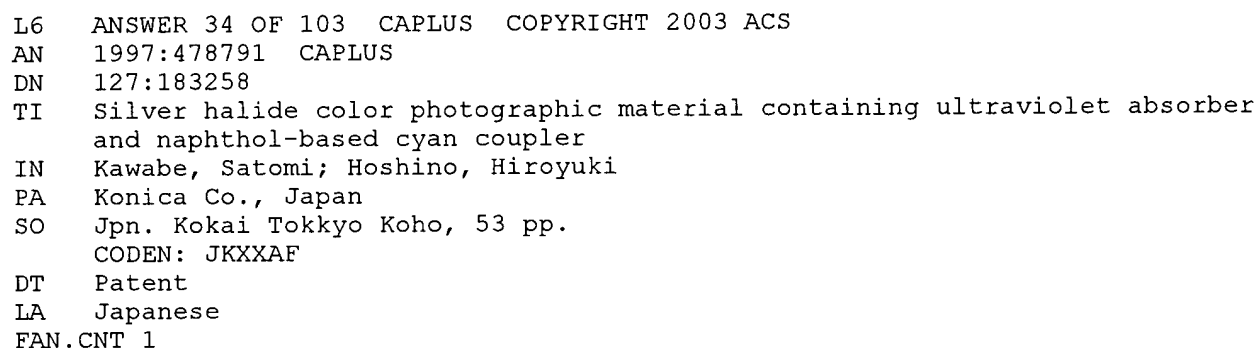 L6 ANSWER 34 OF 103 CAPLUS COPYRIGHT 2003 ACS
AN 1997:478791 CAPLUS
DN 127:183258
TI Silver halide color photographic material containing ultraviolet absorber
and naphthol-based cyan coupler
IN Kawabe, Satomi; Hoshino, Hiroyuki
PA Konica Co., Japan
SO Jpn. Kokai Tokkyo Koho, 53 pp.
CODEN: JKXXAF
DT Patent
LA Japanese
FAN.CNT 1